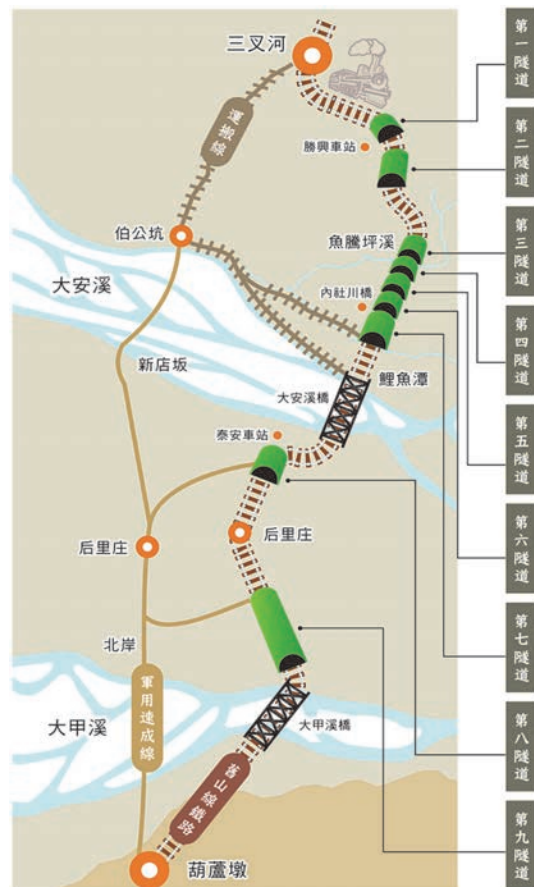 三叉河
運搬線
勝興車站
伯公坑
魚騰坪溪
大安溪
內社川橋
新店坂
大安溪橋
鯉魚潭
泰安車站
后里庄
后里庄
北岸
軍用速成線
大甲溪
大甲溪橋
舊山線鐵路
葫蘆墩
第一隧道
第二隧道
第三隧道
第四隧道
第五隧道
第六隧道
第七隧道
第八隧道
第九隧道